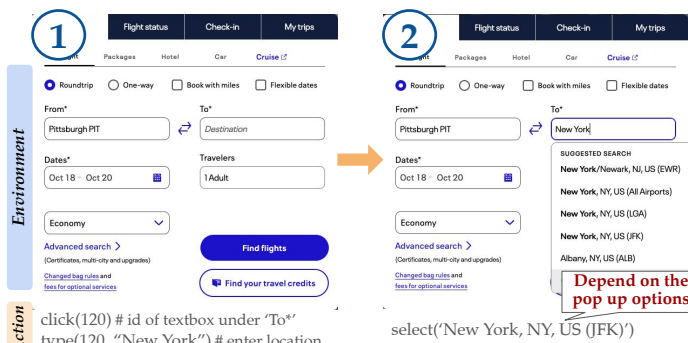 1
Flight status Check-in My trips
Packages Hotel Car Cruise
Roundtrip One-way Book with miles Flexible dates
From* To*
Pittsburgh PIT Destination
Dates* Travelers
Oct 18 - Oct 20 1 Adult
Economy
Advanced search > Find flights
(Certificates, multi-city and upgrades)
Changed bag rules and Find your travel credits
fees for optional services
Environment
2
Flight status Check-in My trips
Packages Hotel Car Cruise
Roundtrip One-way Book with miles Flexible dates
From* To*
Pittsburgh PIT New York
Dates* SUGGESTED SEARCH
Oct 18 - Oct 20 New York/Newark, NJ, US (EWR)
New York, NY, US (All Airports)
Economy New York, NY, US (LGA)
New York, NY, US (JFK)
Advanced search > Albany, NY, US (ALB)
(Certificates, multi-city and upgrades)
Changed bag rules and
fees for optional services
Depend on the
pop up options
click(120) # id of textbox under 'To*'
type(120, "New York") # enter location
select('New York, NY, US (JFK)')